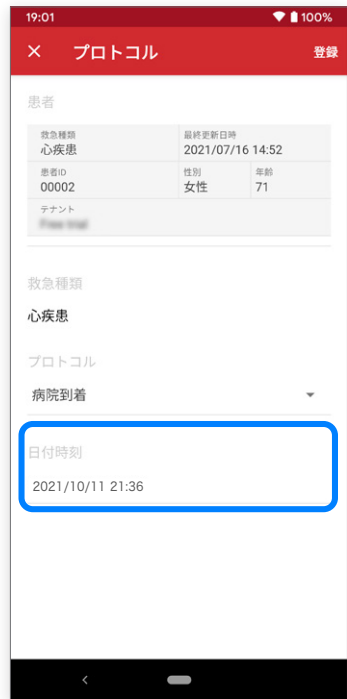 19:01 100%
× プロトコル 登録
患者
救急種類 最終更新日時
心疾患 2021/07/16 14:52
患者ID 性別 年齢
00002 女性 71
テナント
救急種類
心疾患
プロトコル
病院到着
日付時刻
2021/10/11 21:36